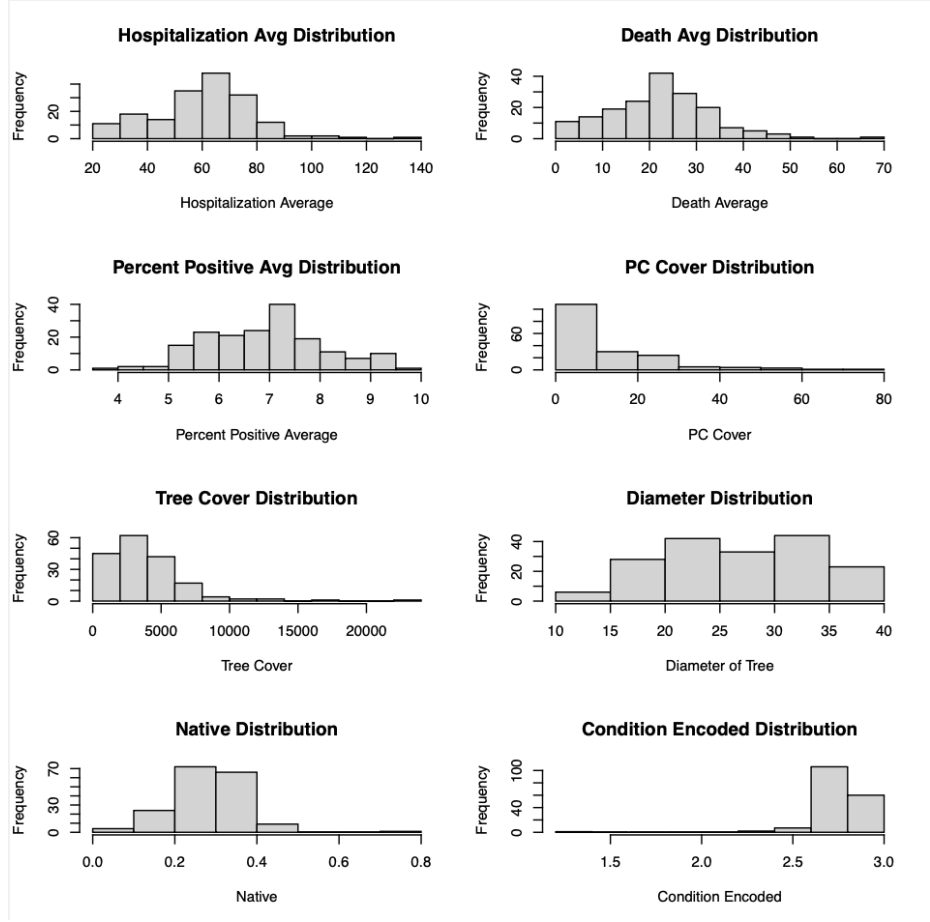 Hospitalization Avg Distribution
Frequency
0 20
20 40 60 80 100 120 140
Hospitalization Average
Death Avg Distribution
Frequency
0 20 40
0 10 20 30 40 50 60 70
Death Average
Percent Positive Avg Distribution
Frequency
0 20 40
4 5 6 7 8 9 10
Percent Positive Average
PC Cover Distribution
Frequency
0 60
0 20 40 60 80
PC Cover
Tree Cover Distribution
Frequency
0 30 60
0 5000 10000 15000 20000
Tree Cover
Diameter Distribution
Frequency
0 20 40
10 15 20 25 30 35 40
Diameter of Tree
Native Distribution
Frequency
0 30 70
0.0 0.2 0.4 0.6 0.8
Native
Condition Encoded Distribution
Frequency
0 40 100
1.5 2.0 2.5 3.0
Condition Encoded